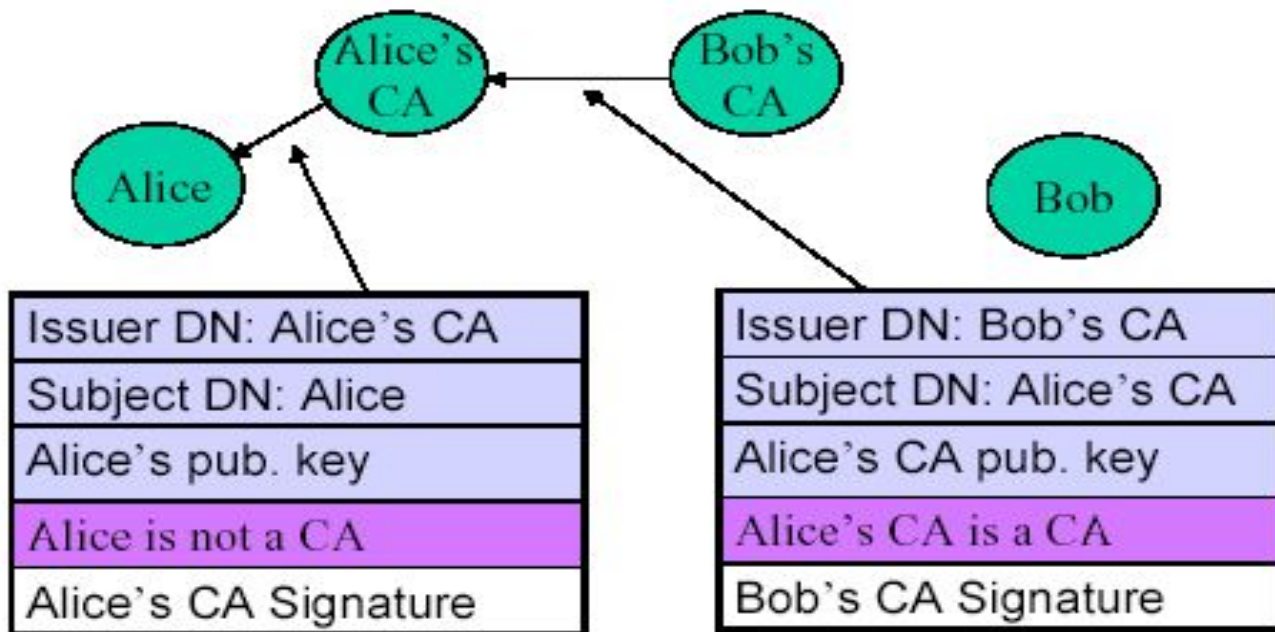 Alice's
CA
Bob's
CA
Alice
Bob
Issuer DN: Alice's CA
Subject DN: Alice
Alice's pub. key
Alice is not a CA
Alice's CA Signature
Issuer DN: Bob's CA
Subject DN: Alice's CA
Alice's CA pub. key
Alice's CA is a CA
Bob's CA Signature